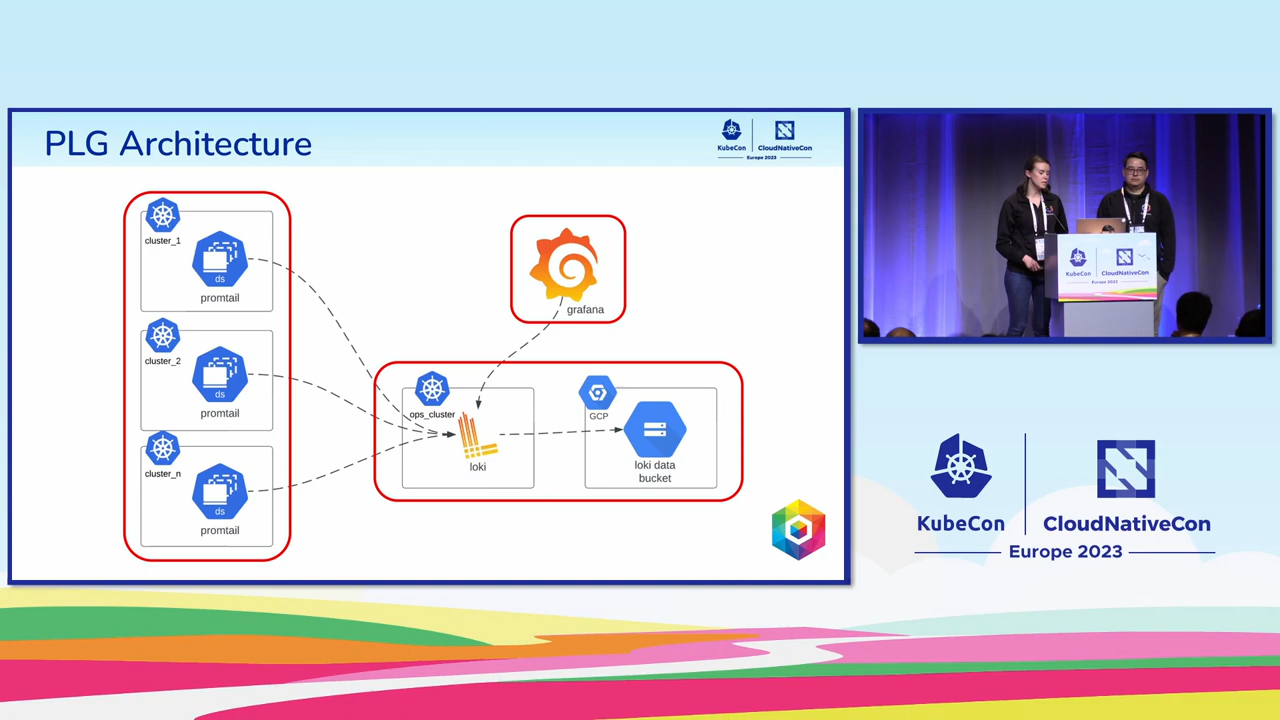 PLG Architecture
KubeCon
CloudNativeCon
Europe 2023
cluster_1
ds
promtail
cluster_2
ds
promtail
cluster_n
ds
promtail
grafana
ops_cluster
loki
GCP
loki data
bucket
KubeCon
CloudNativeCon
Europe 2023
KubeCon
CloudNativeCon
Europe 2023